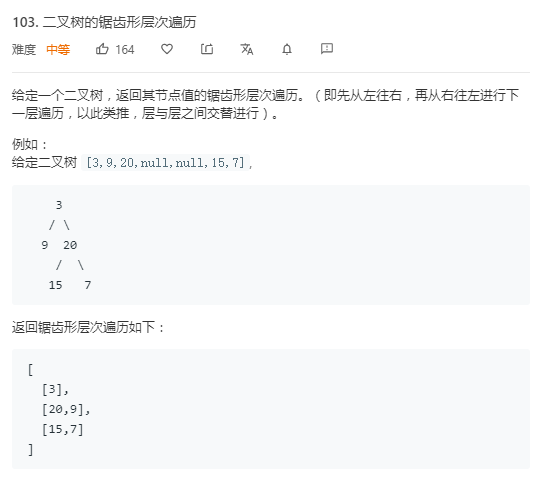 103. 二叉树的锯齿形层次遍历
难度 中等 164
给定一个二叉树，返回其节点值的锯齿形层次遍历。（即先从左往右，再从右往左进行下
一层遍历，以此类推，层与层之间交替进行）。
例如：
给定二叉树 [3,9,20,null,null,15,7],
3
/ \
9 20
/ \
15 7
返回锯齿形层次遍历如下：
[
[3],
[20,9],
[15,7]
]